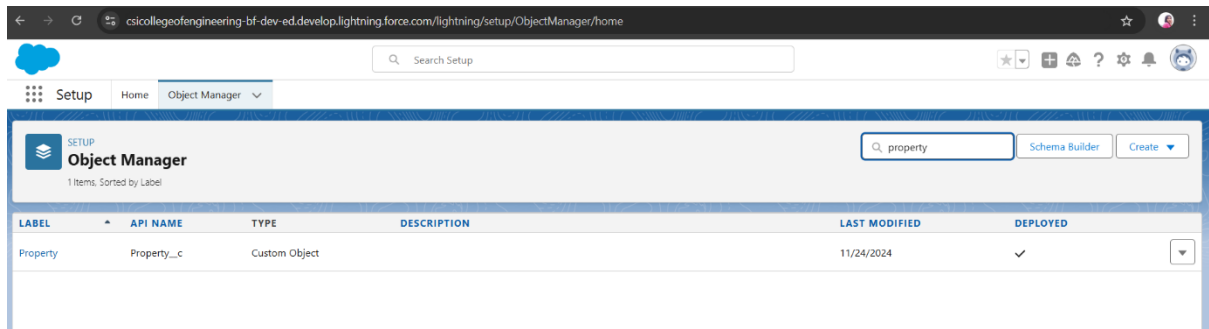 csicollegeofengineering-bf-dev-ed.develop.lightning.force.com/lightning/setup/ObjectManager/home
Search Setup
Setup Home Object Manager
SETUP
Object Manager
1 Items, Sorted by Label
property
Schema Builder
Create
LABEL API NAME TYPE DESCRIPTION LAST MODIFIED DEPLOYED
Property Property__c Custom Object 11/24/2024